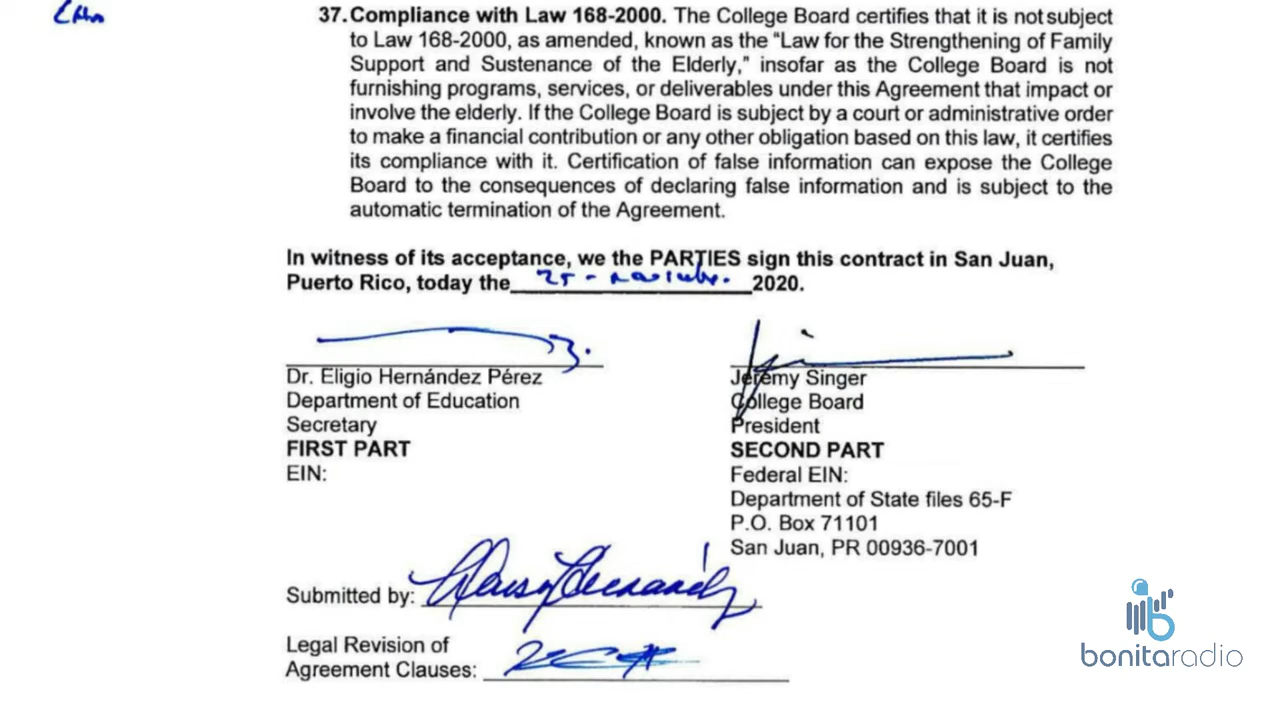 37. Compliance with Law 168-2000. The College Board certifies that it is not subject
to Law 168-2000, as amended, known as the "Law for the Strengthening of Family
Support and Sustenance of the Elderly," insofar as the College Board is not
furnishing programs, services, or deliverables under this Agreement that impact or
involve the elderly. If the College Board is subject by a court or administrative order
to make a financial contribution or any other obligation based on this law, it certifies
its compliance with it. Certification of false information can expose the College
Board to the consequences of declaring false information and is subject to the
automatic termination of the Agreement.
In witness of its acceptance, we the PARTIES sign this contract in San Juan,
Puerto Rico, today the 25 - 2020.
Dr. Eligio Hernández Pérez
Department of Education
Secretary
FIRST PART
EIN:
Jeremy Singer
College Board
President
SECOND PART
Federal EIN:
Department of State files 65-F
P.O. Box 71101
San Juan, PR 00936-7001
Submitted by:
Legal Revision of
Agreement Clauses:
bonitaradio